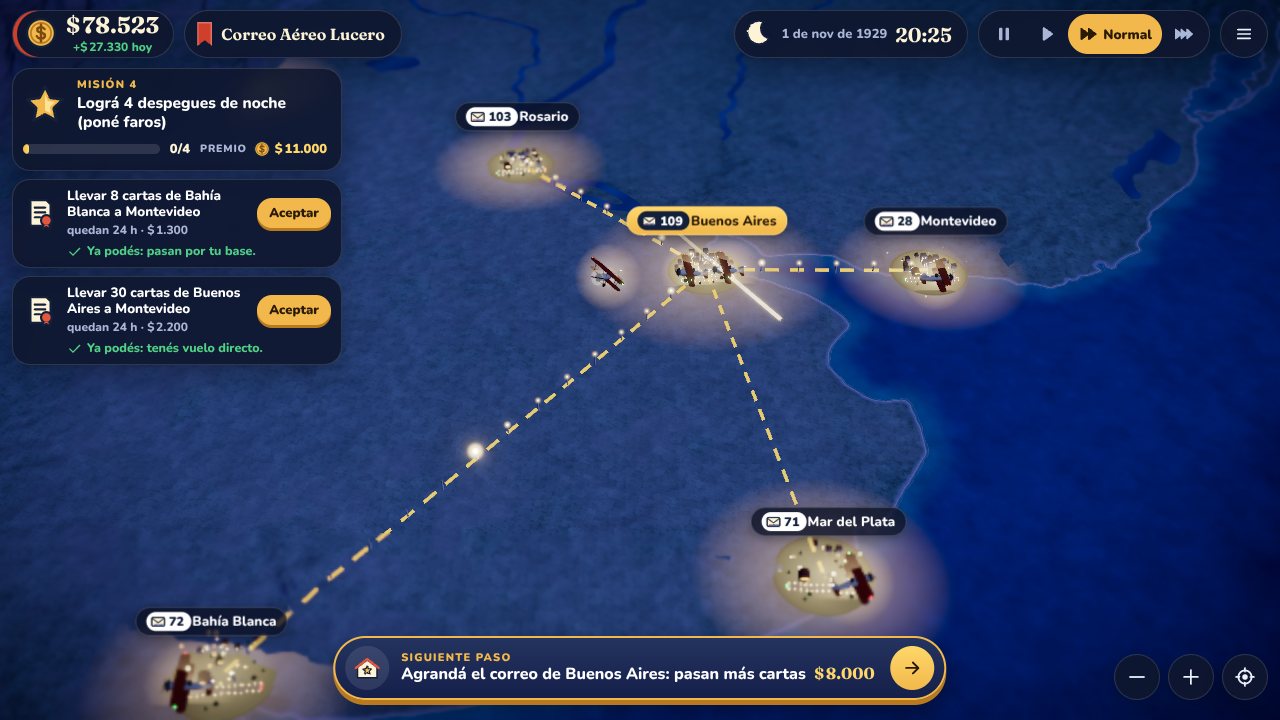 $78.523
+$27.330 hoy
Correo Aéreo Lucero
1 de nov de 1929 20:25
Normal
MISIÓN 4
Lográ 4 despegues de noche
(poné faros)
0/4 PREMIO $11.000
Llevar 8 cartas de Bahía
Blanca a Montevideo
quedan 24 h · $1.300
Ya podés: pasan por tu base.
Aceptar
Llevar 30 cartas de Buenos
Aires a Montevideo
quedan 24 h · $2.200
Ya podés: tenés vuelo directo.
Aceptar
103 Rosario
109 Buenos Aires
28 Montevideo
71 Mar del Plata
72 Bahía Blanca
SIGUIENTE PASO
Agrandá el correo de Buenos Aires: pasan más cartas $8.000